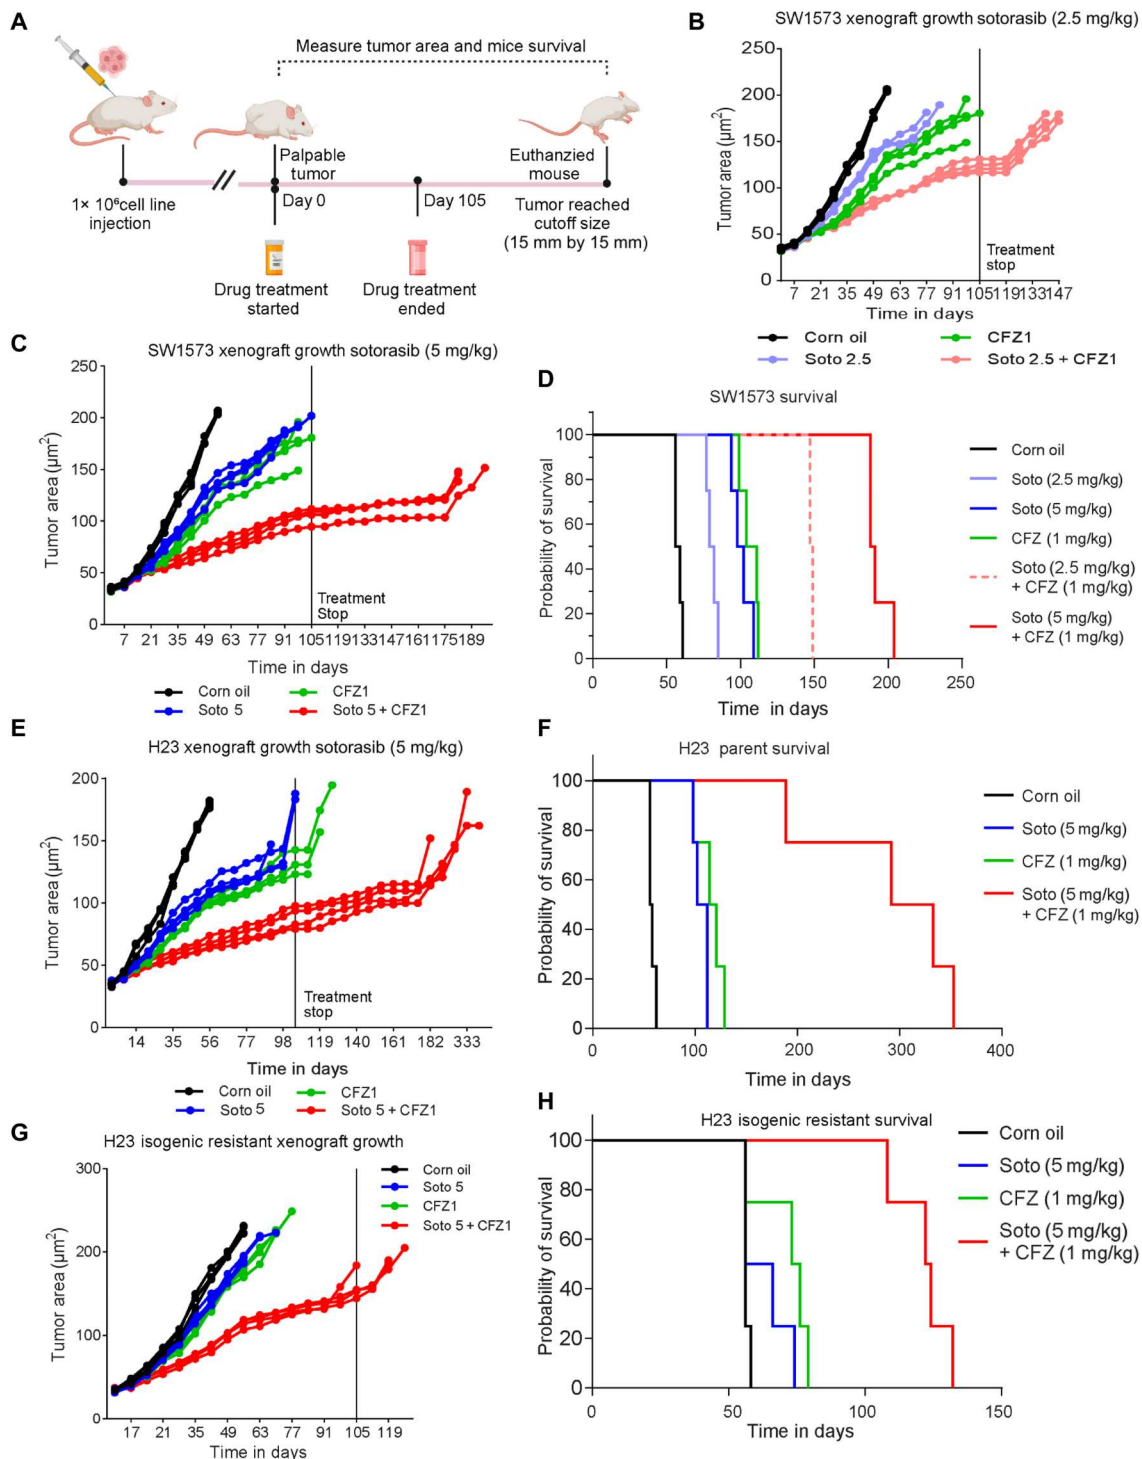 A
Measure tumor area and mice survival
Palpable
tumor
Euthanzied
mouse
1× 10⁶cell line
injection
Day 0
Day 105
Tumor reached
cutoff size
(15 mm by 15 mm)
Drug treatment
started
Drug treatment
ended
B
SW1573 xenograft growth sotorasib (2.5 mg/kg)
Tumor area (µm²)
250
200
150
100
50
0
Treatment
stop
7 21 35 49 63 77 91 105119133147
Time in days
Corn oil
CFZ1
Soto 2.5
Soto 2.5 + CFZ1
C
SW1573 xenograft growth sotorasib (5 mg/kg)
Tumor area (µm²)
250
200
150
100
50
0
Treatment
Stop
7 21 35 49 63 77 91 105119133147161175189
Time in days
Corn oil
CFZ1
Soto 5
Soto 5 + CFZ1
D
SW1573 survival
Probability of survival
100
80
60
40
20
0
0 50 100 150 200 250
Time in days
Corn oil
Soto (2.5 mg/kg)
Soto (5 mg/kg)
CFZ (1 mg/kg)
Soto (2.5 mg/kg)
+ CFZ (1 mg/kg)
Soto (5 mg/kg)
+ CFZ (1 mg/kg)
E
H23 xenograft growth sotorasib (5 mg/kg)
Tumor area (µm²)
200
150
100
50
0
Treatment
stop
14 35 56 77 98 119 140 161 182 333
Time in days
Corn oil
CFZ1
Soto 5
Soto 5 + CFZ1
F
H23 parent survival
Probability of survival
100
80
60
40
20
0
0 100 200 300 400
Time in days
Corn oil
Soto (5 mg/kg)
CFZ (1 mg/kg)
Soto (5 mg/kg)
+ CFZ (1 mg/kg)
G
H23 isogenic resistant xenograft growth
Tumor area (µm²)
300
200
100
0
17 21 35 49 63 77 91 105 119
Time in days
Corn oil
Soto 5
CFZ1
Soto 5 + CFZ1
H
H23 isogenic resistant survival
Probability of survival
100
80
60
40
20
0
0 50 100 150
Time in days
Corn oil
Soto (5 mg/kg)
CFZ (1 mg/kg)
Soto (5 mg/kg)
+ CFZ (1 mg/kg)